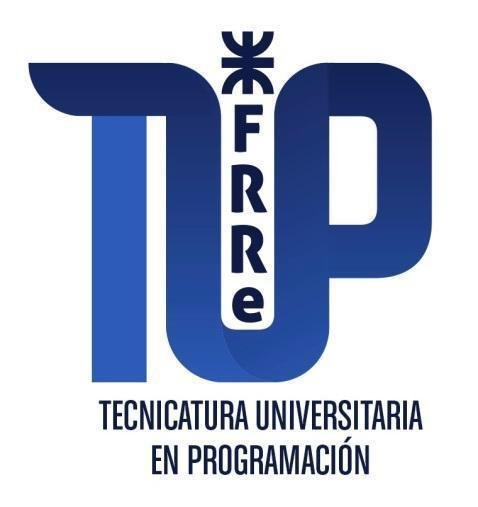 TUP
FRRe
TECNICATURA UNIVERSITARIA
EN PROGRAMACIÓN